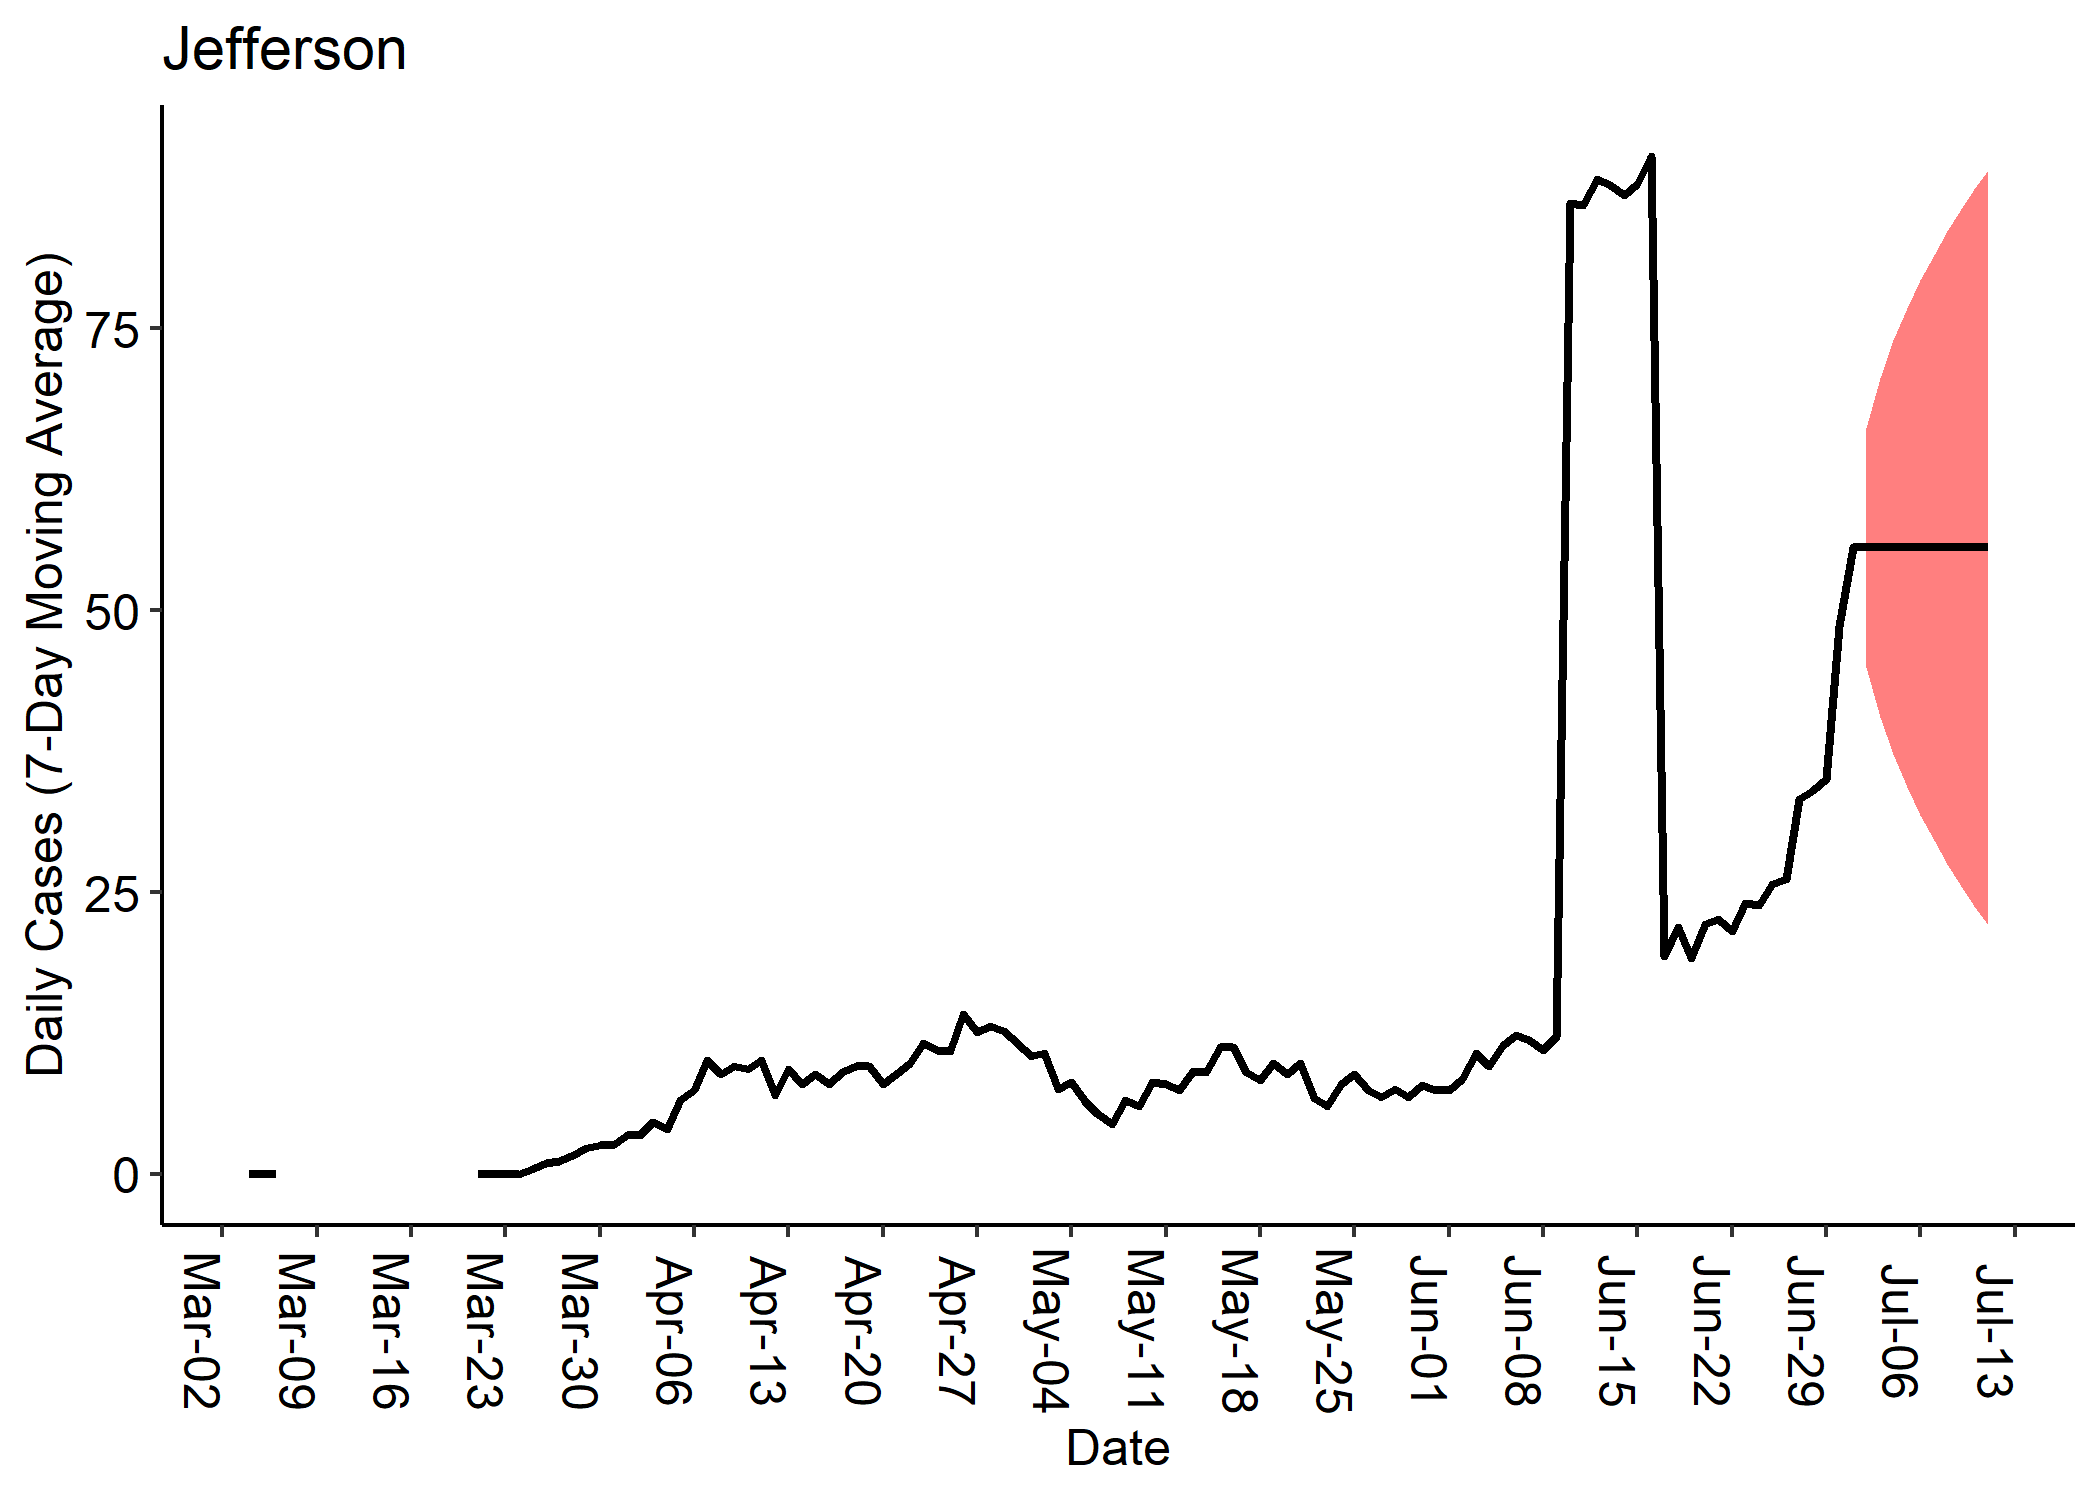 Jefferson
Daily Cases (7-Day Moving Average)
75
50
25
0
Mar-02
Mar-09
Mar-16
Mar-23
Mar-30
Apr-06
Apr-13
Apr-20
Apr-27
May-04
May-11
May-18
May-25
Jun-01
Jun-08
Jun-15
Jun-22
Jun-29
Jul-06
Jul-13
Date